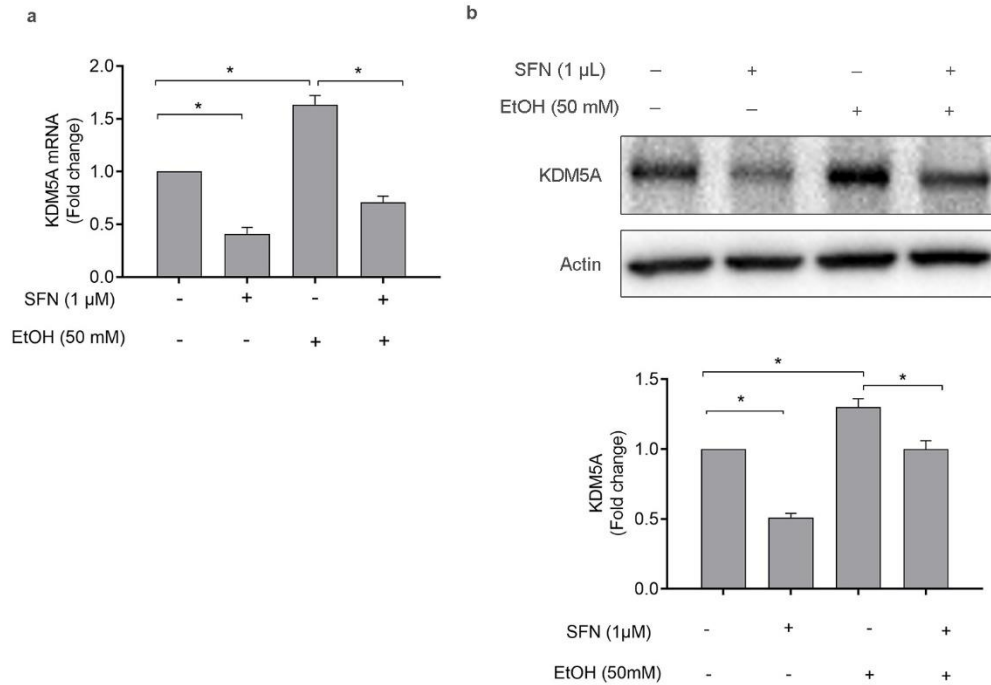 a
KDM5A mRNA
(Fold change)
2.0
1.5
1.0
0.5
0.0
*
*
*
SFN (1 µM) - + - +
EtOH (50 mM) - - + +
b
SFN (1 µL) – + – +
EtOH (50 mM) – – + +
KDM5A
Actin
KDM5A
(Fold change)
1.5
1.0
0.5
0.0
*
*
*
SFN (1µM) - + - +
EtOH (50mM) - - + +